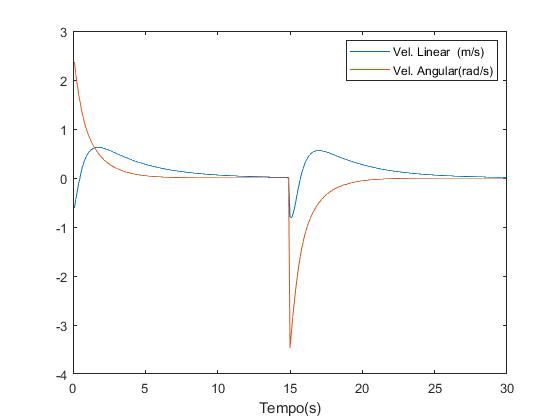 3
2
1
0
-1
-2
-3
-4
Vel. Linear (m/s)
Vel. Angular(rad/s)
0 5 10 15 20 25 30
Tempo(s)